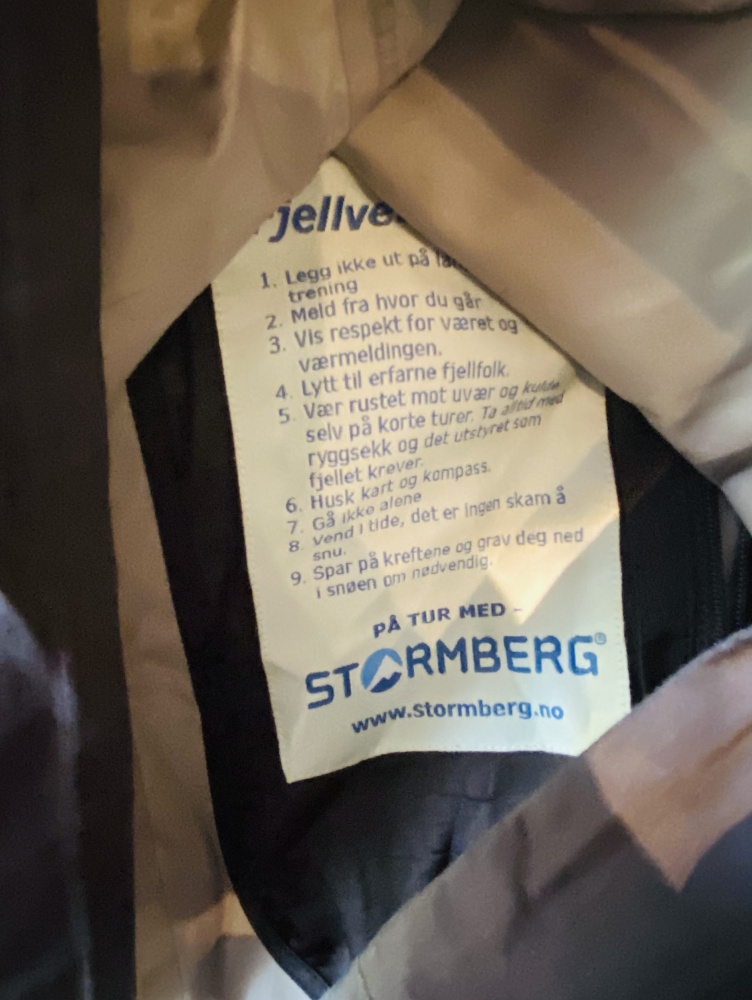 1. Legg ikke ut på
trening
2. Meld fra hvor du går
3. Vis respekt for været og
værmeldingen.
4. Lytt til erfarne fjellfolk.
5. Vær rustet mot uvær og kulde
selv på korte turer. Ta alltid med
ryggsekk og det utstyret som
fjellet krever.
6. Husk kart og kompass.
7. Gå ikke alene
8. Vend i tide, det er ingen skam å
snu.
9. Spar på kreftene og grav deg ned
i snøen om nødvendig.
PÅ TUR MED -
STORMBERG®
www.stormberg.no